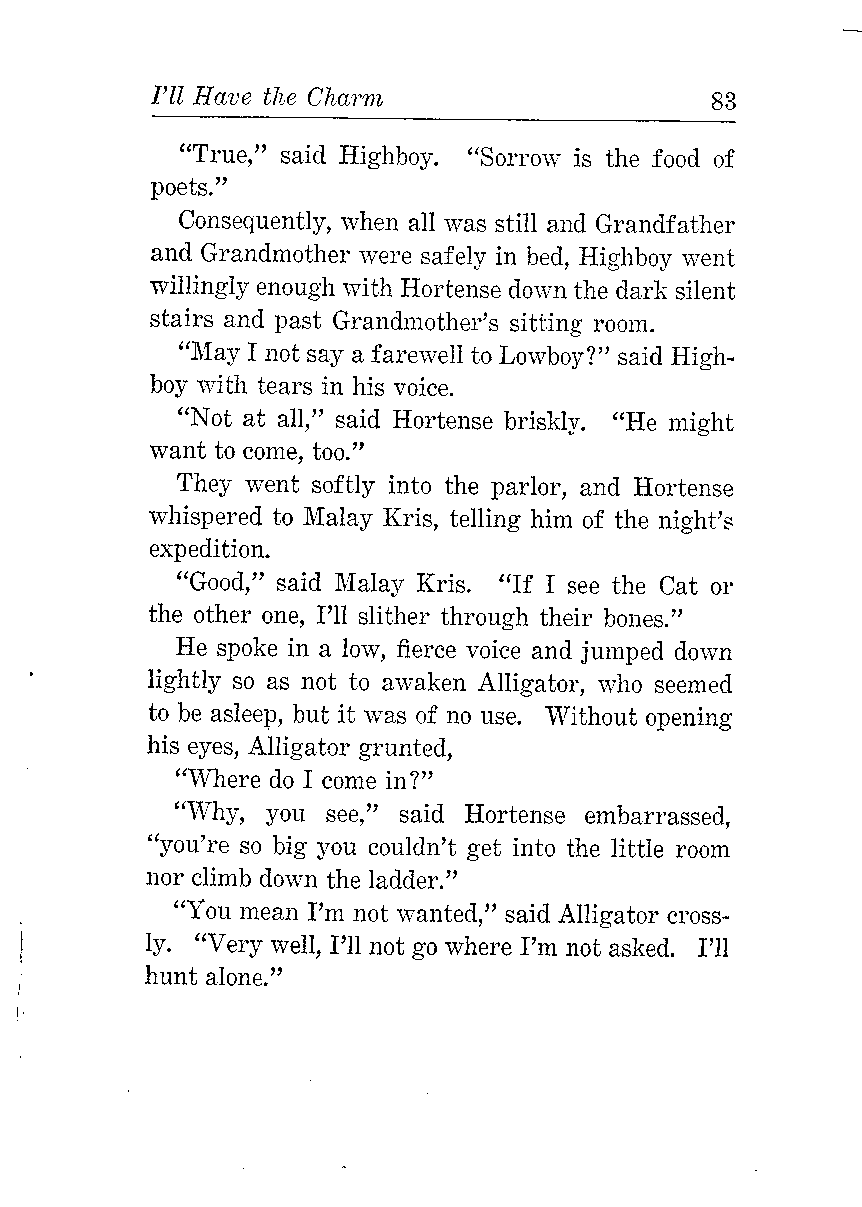 I'll Have the Charm 83
“True,” said Highboy. “Sorrow is the food of
poets.”
Consequently, when all was still and Grandfather
and Grandmother were safely in bed, Highboy went
willingly enough with Hortense down the dark silent
stairs and past Grandmother's sitting room.
“May I not say a farewell to Lowboy?” said High-
boy with tears in his voice.
“Not at all,” said Hortense briskly. “He might
want to come, too.”
They went softly into the parlor, and Hortense
whispered to Malay Kris, telling him of the night's
expedition.
“Good,” said Malay Kris. “If I see the Cat or
the other one, I'll slither through their bones.”
He spoke in a low, fierce voice and jumped down
lightly so as not to awaken Alligator, who seemed
to be asleep, but it was of no use. Without opening
his eyes, Alligator grunted,
“Where do I come in?”
“Why, you see,” said Hortense embarrassed,
“you're so big you couldn't get into the little room
nor climb down the ladder.”
“You mean I'm not wanted,” said Alligator cross-
ly. “Very well, I'll not go where I'm not asked. I'll
hunt alone.”